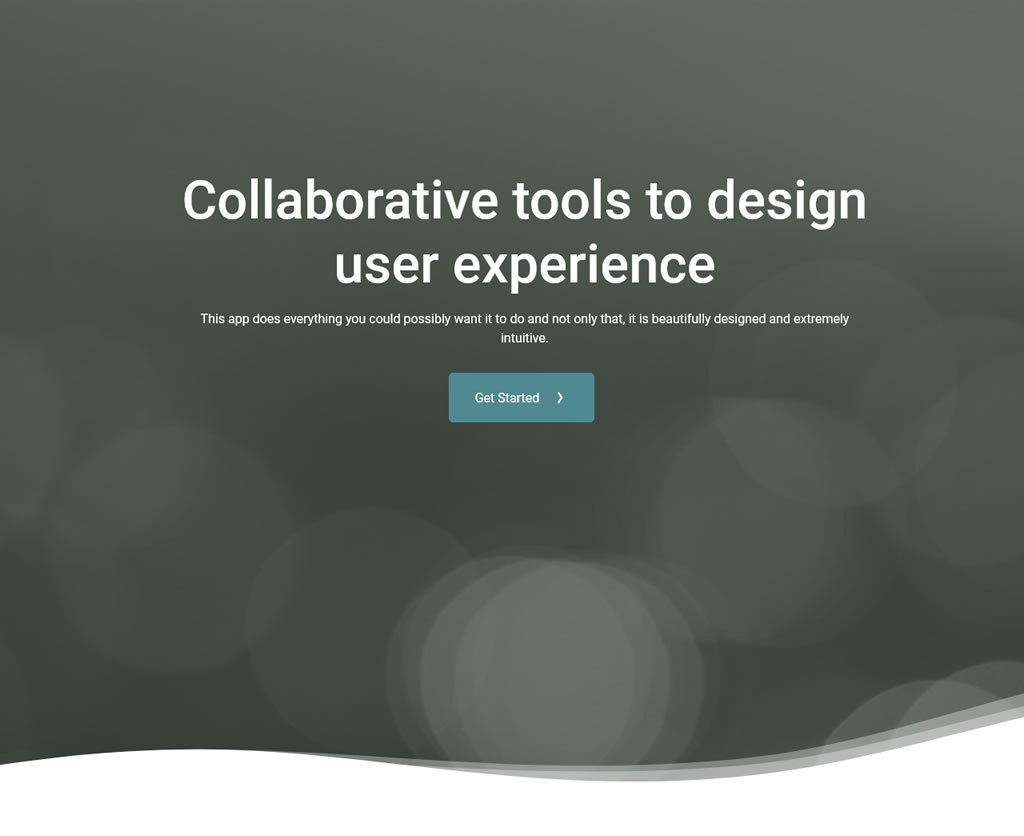 Collaborative tools to design
user experience
This app does everything you could possibly want it to do and not only that, it is beautifully designed and extremely
intuitive.
Get Started